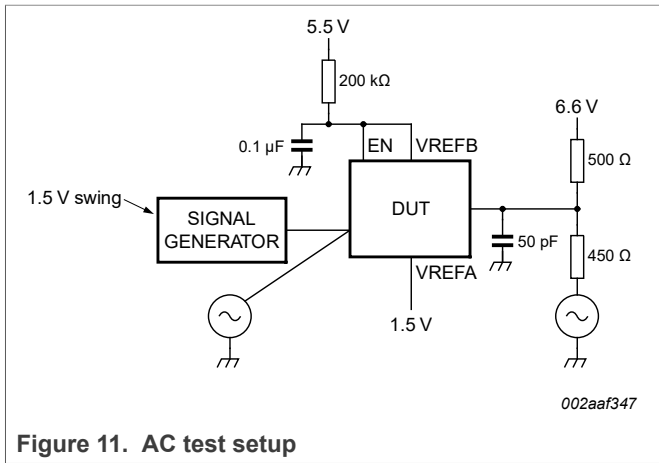 5.5 V
200 kΩ
6.6 V
0.1 μF
EN
VREFB
500 Ω
1.5 V swing
SIGNAL
GENERATOR
DUT
50 pF
450 Ω
VREFA
1.5 V
002aaf347
Figure 11. AC test setup